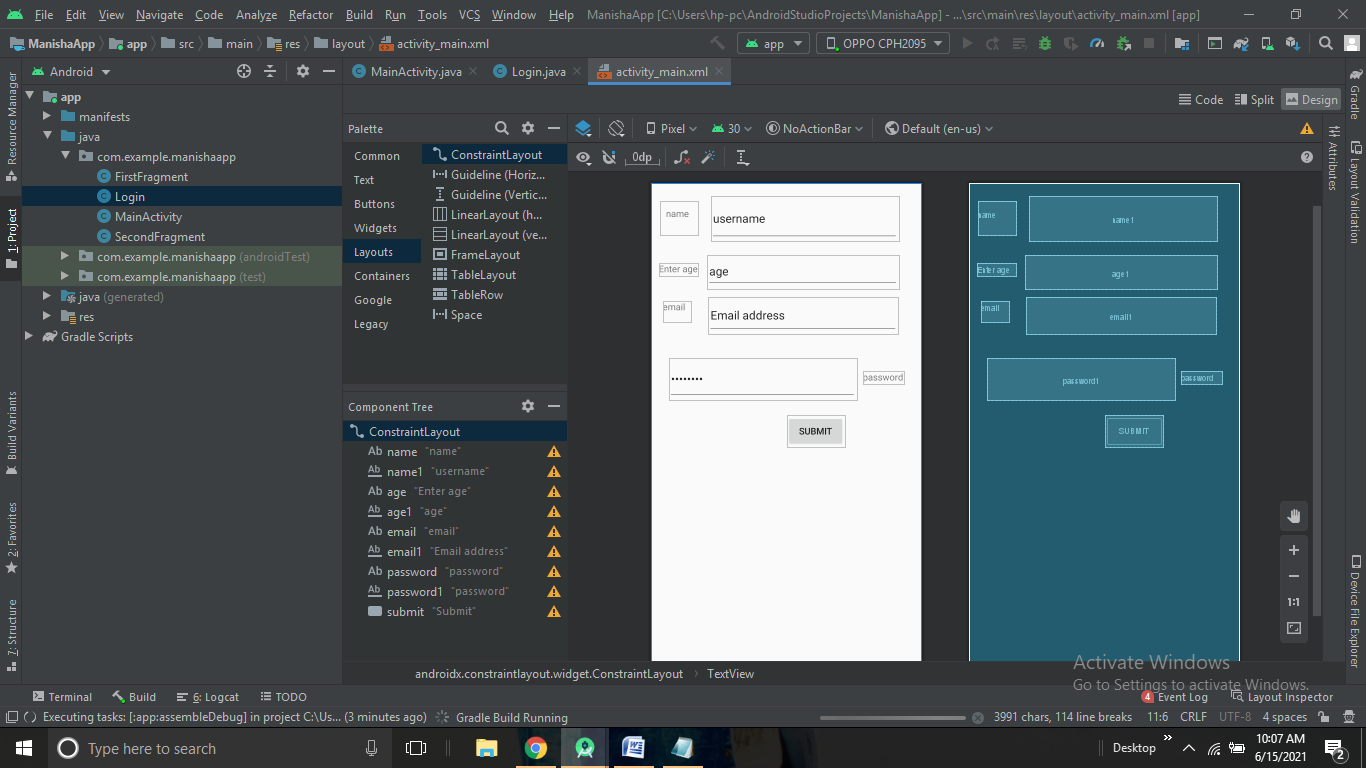 File Edit View Navigate Code Analyze Refactor Build Run Tools VCS Window Help ManishaApp [C:\Users\hp-pc\AndroidStudioProjects\ManishaApp] - ...\src\main\res\layout\activity_main.xml [app]
ManishaApp app src main res layout activity_main.xml app OPPO CPH2095
Android MainActivity.java Login.java activity_main.xml
Code Split Design
Resource Manager
1: Project
Build Variants
2: Favorites
7: Structure
app
manifests
java
com.example.manishaapp
FirstFragment
Login
MainActivity
SecondFragment
com.example.manishaapp (androidTest)
com.example.manishaapp (test)
java (generated)
res
Gradle Scripts
Palette
Common
Text
Buttons
Widgets
Layouts
Containers
Google
Legacy
ConstraintLayout
Guideline (Horiz...
Guideline (Vertic...
LinearLayout (h...
LinearLayout (ve...
FrameLayout
TableLayout
TableRow
Space
Component Tree
ConstraintLayout
Ab name "name"
Ab name1 "username"
Ab age "Enter age"
Ab age1 "age"
Ab email "email"
Ab email1 "Email address"
Ab password "password"
Ab password1 "password"
submit "Submit"
Pixel 30 NoActionBar Default (en-us)
0dp
name username
Enter age age
email Email address
•••••••• password
SUBMIT
name name1
Enter age age1
email email1
password1 password
SUBMIT
1:1
Attributes
Gradle
Layout Validation
Device File Explorer
androidx.constraintlayout.widget.ConstraintLayout TextView
Activate Windows
Go to Settings to activate Windows.
Terminal Build 6: Logcat TODO 4 Event Log Layout Inspector
Executing tasks: [:app:assembleDebug] in project C:\Us... (3 minutes ago) Gradle Build Running 3991 chars, 114 line breaks 11:6 CRLF UTF-8 4 spaces
Type here to search Desktop 10:07 AM
6/15/2021 2